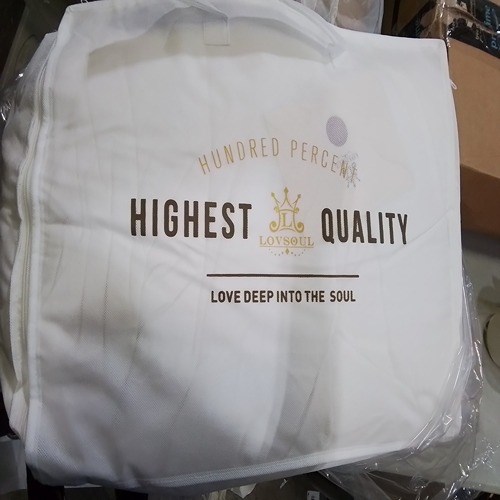 HUNDRED PERCENT
HIGHEST QUALITY
L
LOVSOUL
LOVE DEEP INTO THE SOUL